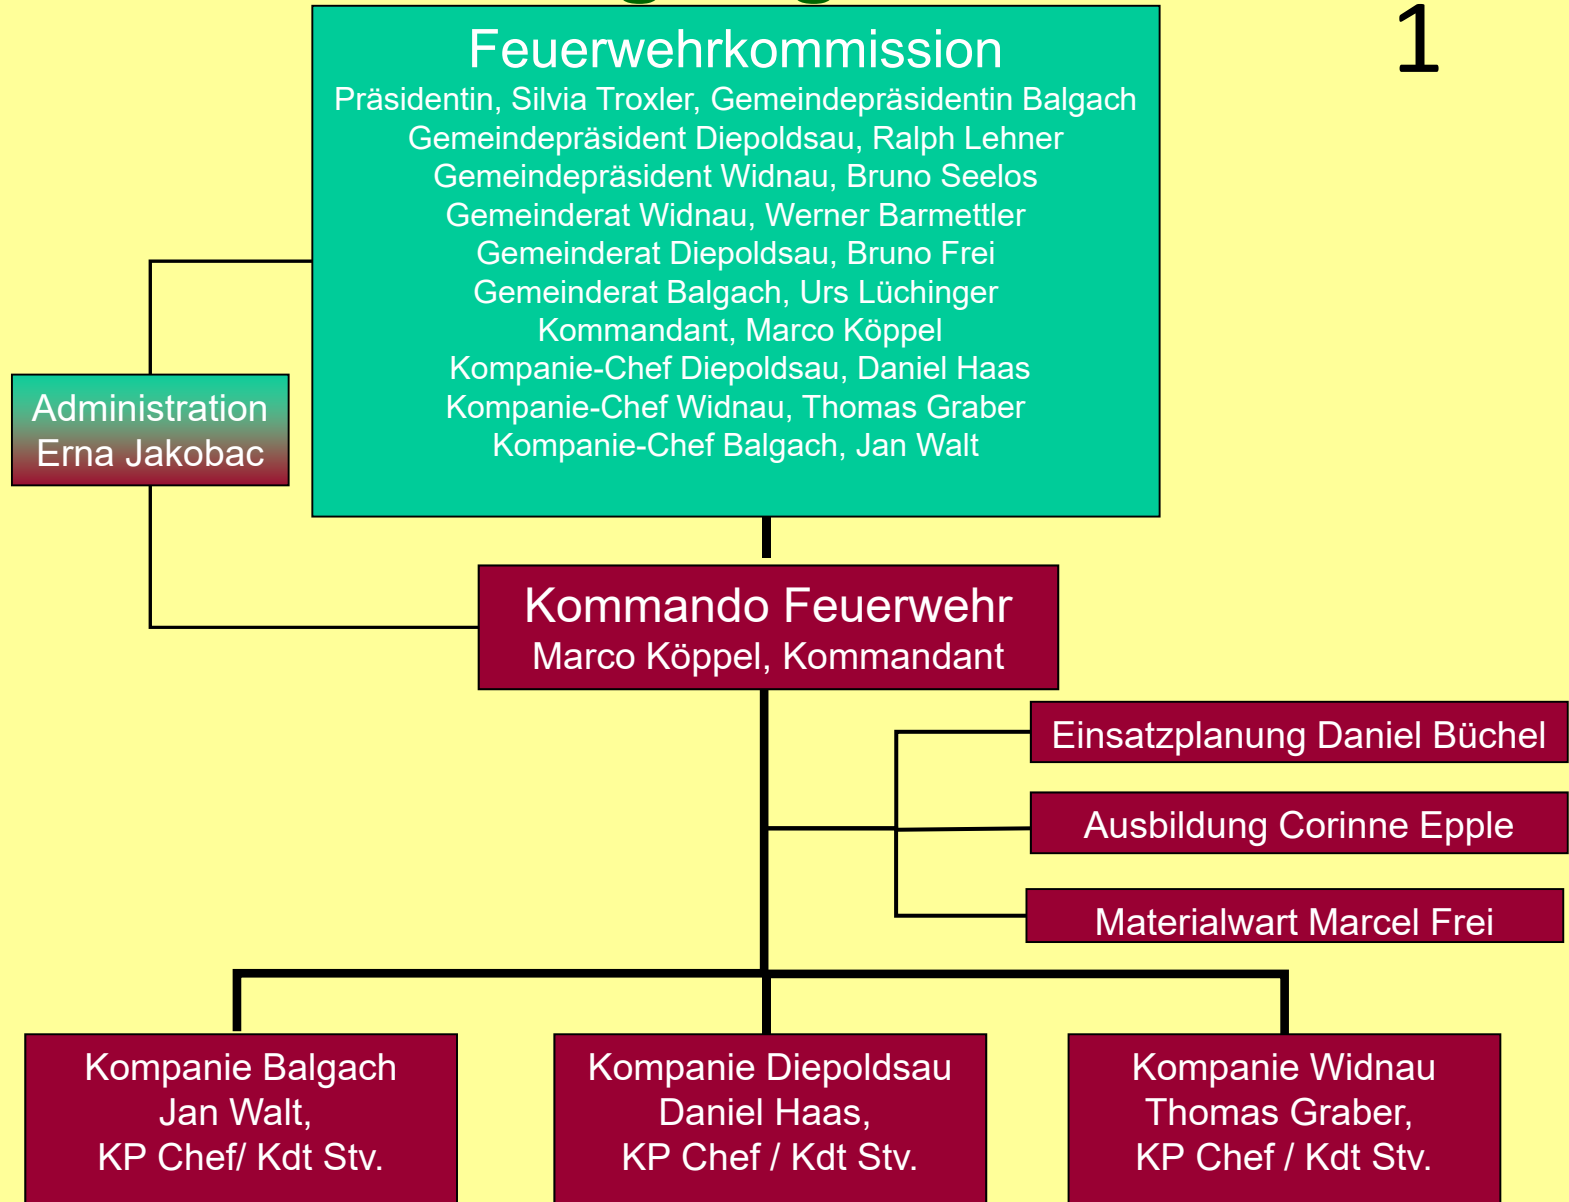 1
Feuerwehrkommission
Präsidentin, Silvia Troxler, Gemeindepräsidentin Balgach
Gemeindepräsident Diepoldsau, Ralph Lehner
Gemeindepräsident Widnau, Bruno Seelos
Gemeinderat Widnau, Werner Barmettler
Gemeinderat Diepoldsau, Bruno Frei
Gemeinderat Balgach, Urs Lüchinger
Kommandant, Marco Köppel
Kompanie-Chef Diepoldsau, Daniel Haas
Kompanie-Chef Widnau, Thomas Graber
Kompanie-Chef Balgach, Jan Walt
Administration
Erna Jakobac
Kommando Feuerwehr
Marco Köppel, Kommandant
Einsatzplanung Daniel Büchel
Ausbildung Corinne Epple
Materialwart Marcel Frei
Kompanie Balgach
Jan Walt,
KP Chef/ Kdt Stv.
Kompanie Diepoldsau
Daniel Haas,
KP Chef / Kdt Stv.
Kompanie Widnau
Thomas Graber,
KP Chef / Kdt Stv.